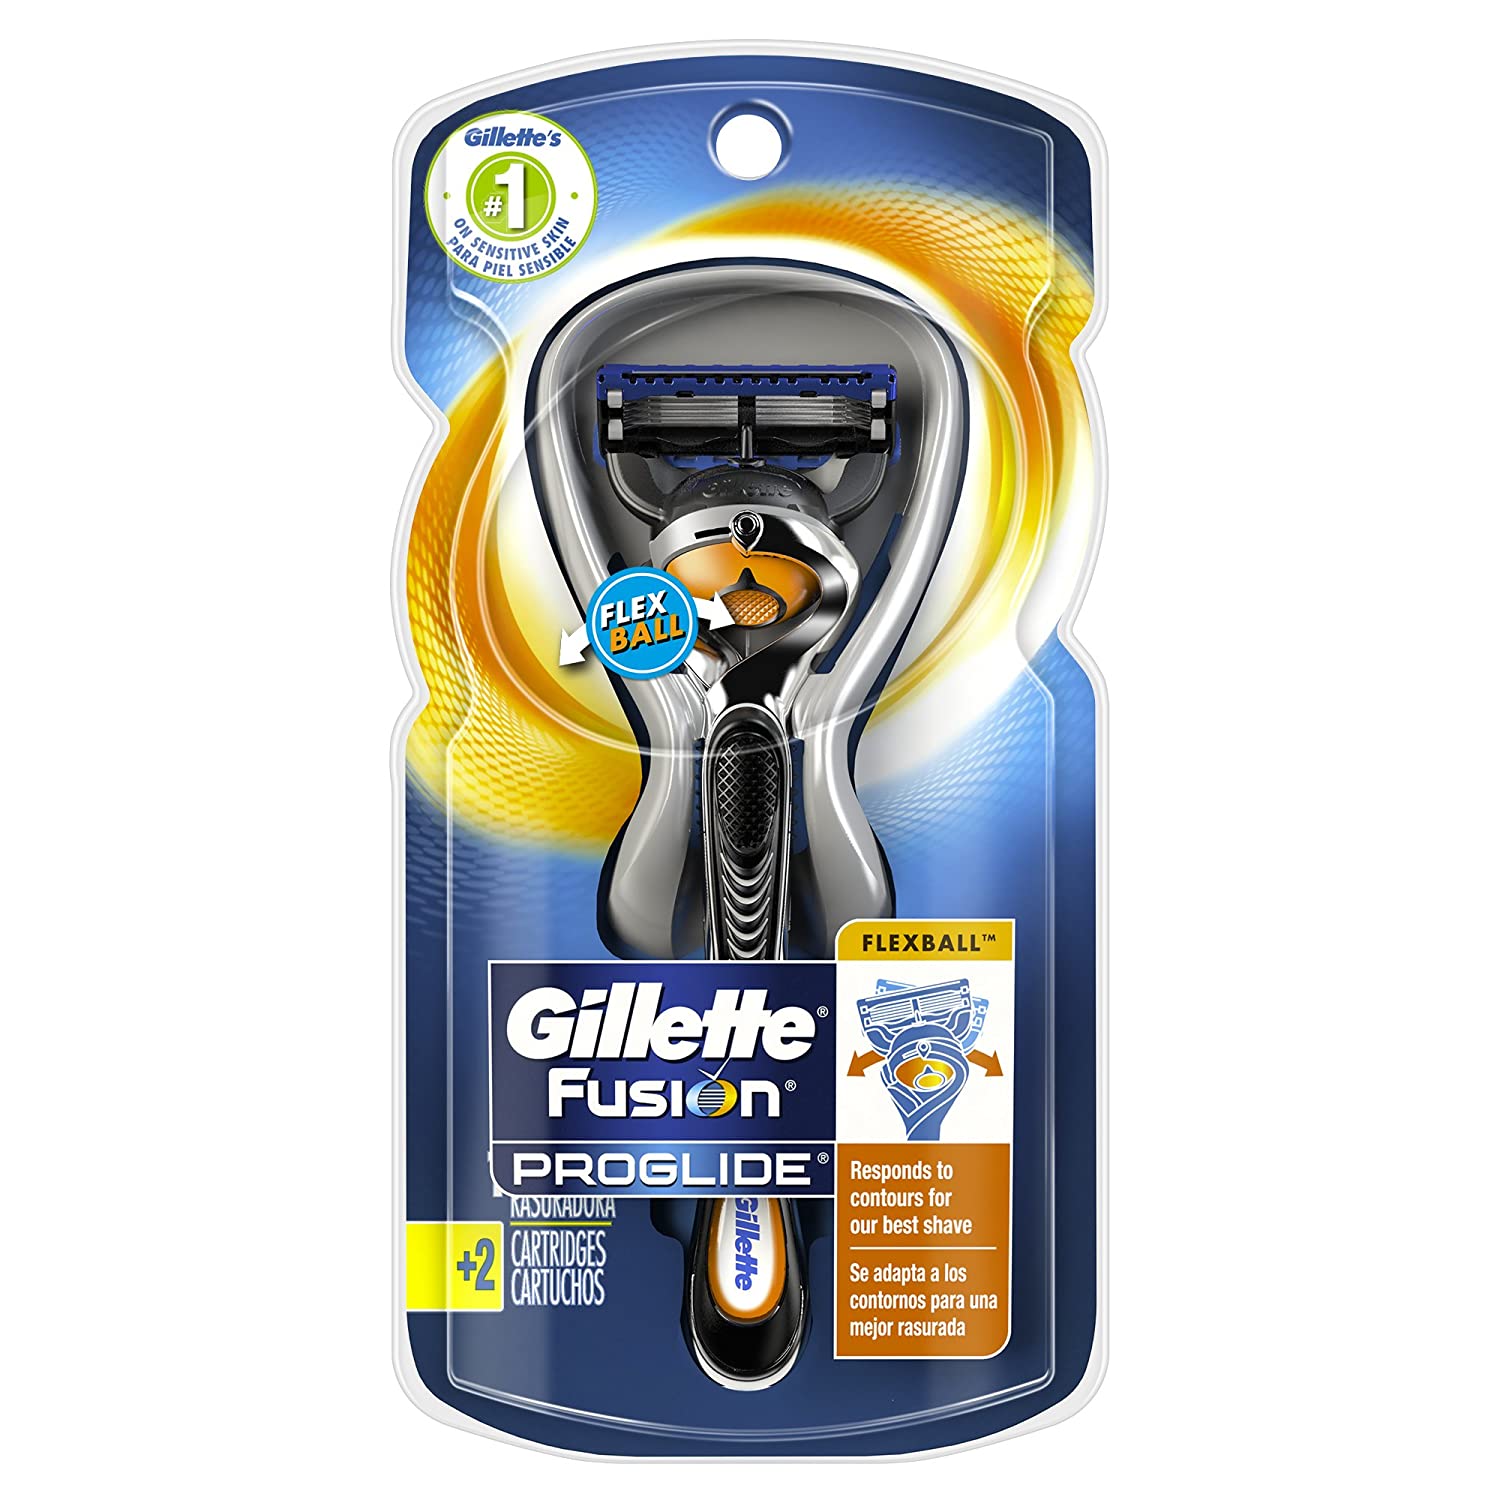 Gillette's
#1
ON SENSITIVE SKIN
PARA PIEL SENSIBLE
Gillette
FLEX
BALL
FLEXBALL™
Gillette®
Fusion®
PROGLIDE®
Responds to
contours for
our best shave
Se adapta a los
contornos para una
mejor rasurada
RASURADORA
+2 CARTRIDGES
CARTUCHOS
Gillette